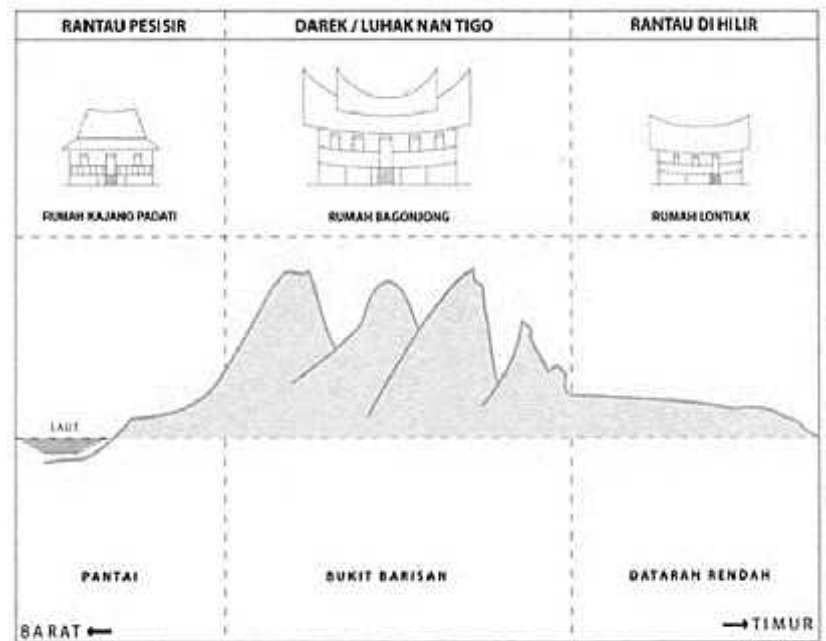 RANTAU PESISIR
DAREK / LUHAK NAN TIGO
RANTAU DI HILIR
RUMAH KAJANG PADATI
RUMAH BAGONJONG
RUMAH LONTIAK
LAUT
PANTAI
BUKIT BARISAN
DATARAN RENDAH
BARAT
TIMUR